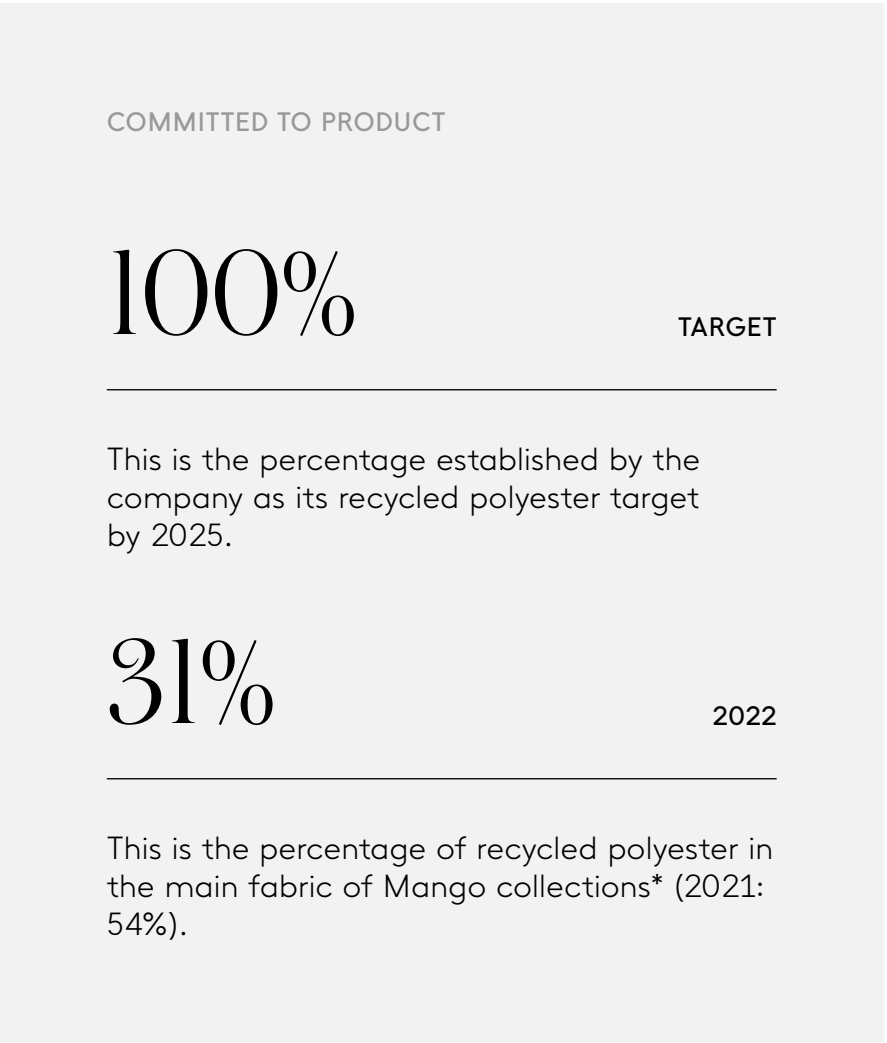 COMMITTED TO PRODUCT
100%
TARGET
This is the percentage established by the
company as its recycled polyester target
by 2025.
31%
2022
This is the percentage of recycled polyester in
the main fabric of Mango collections* (2021:
54%).